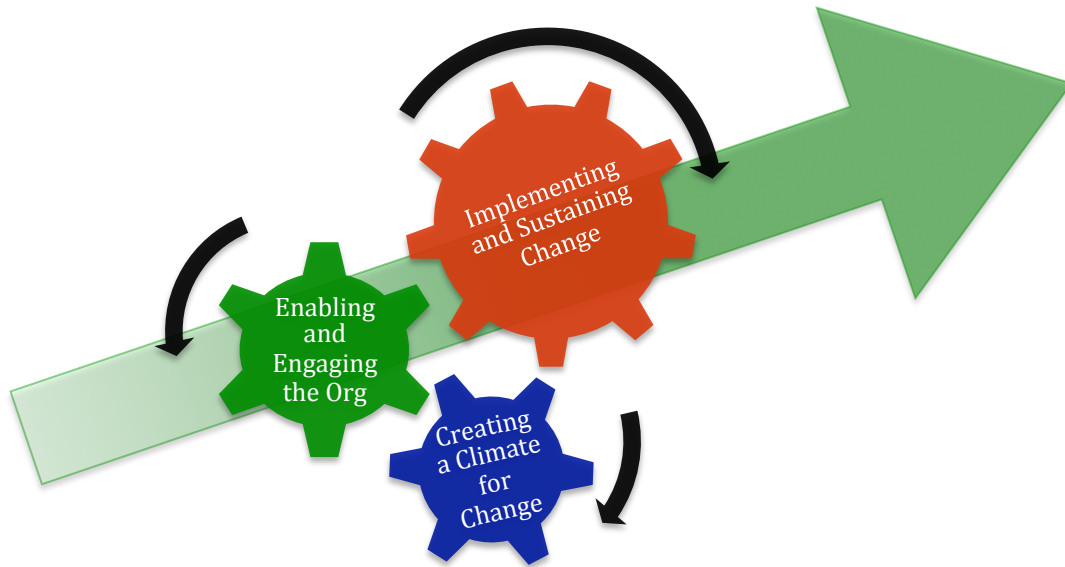 Implementing
and Sustaining
Change
Enabling
and
Engaging
the Org
Creating
a Climate
for
Change